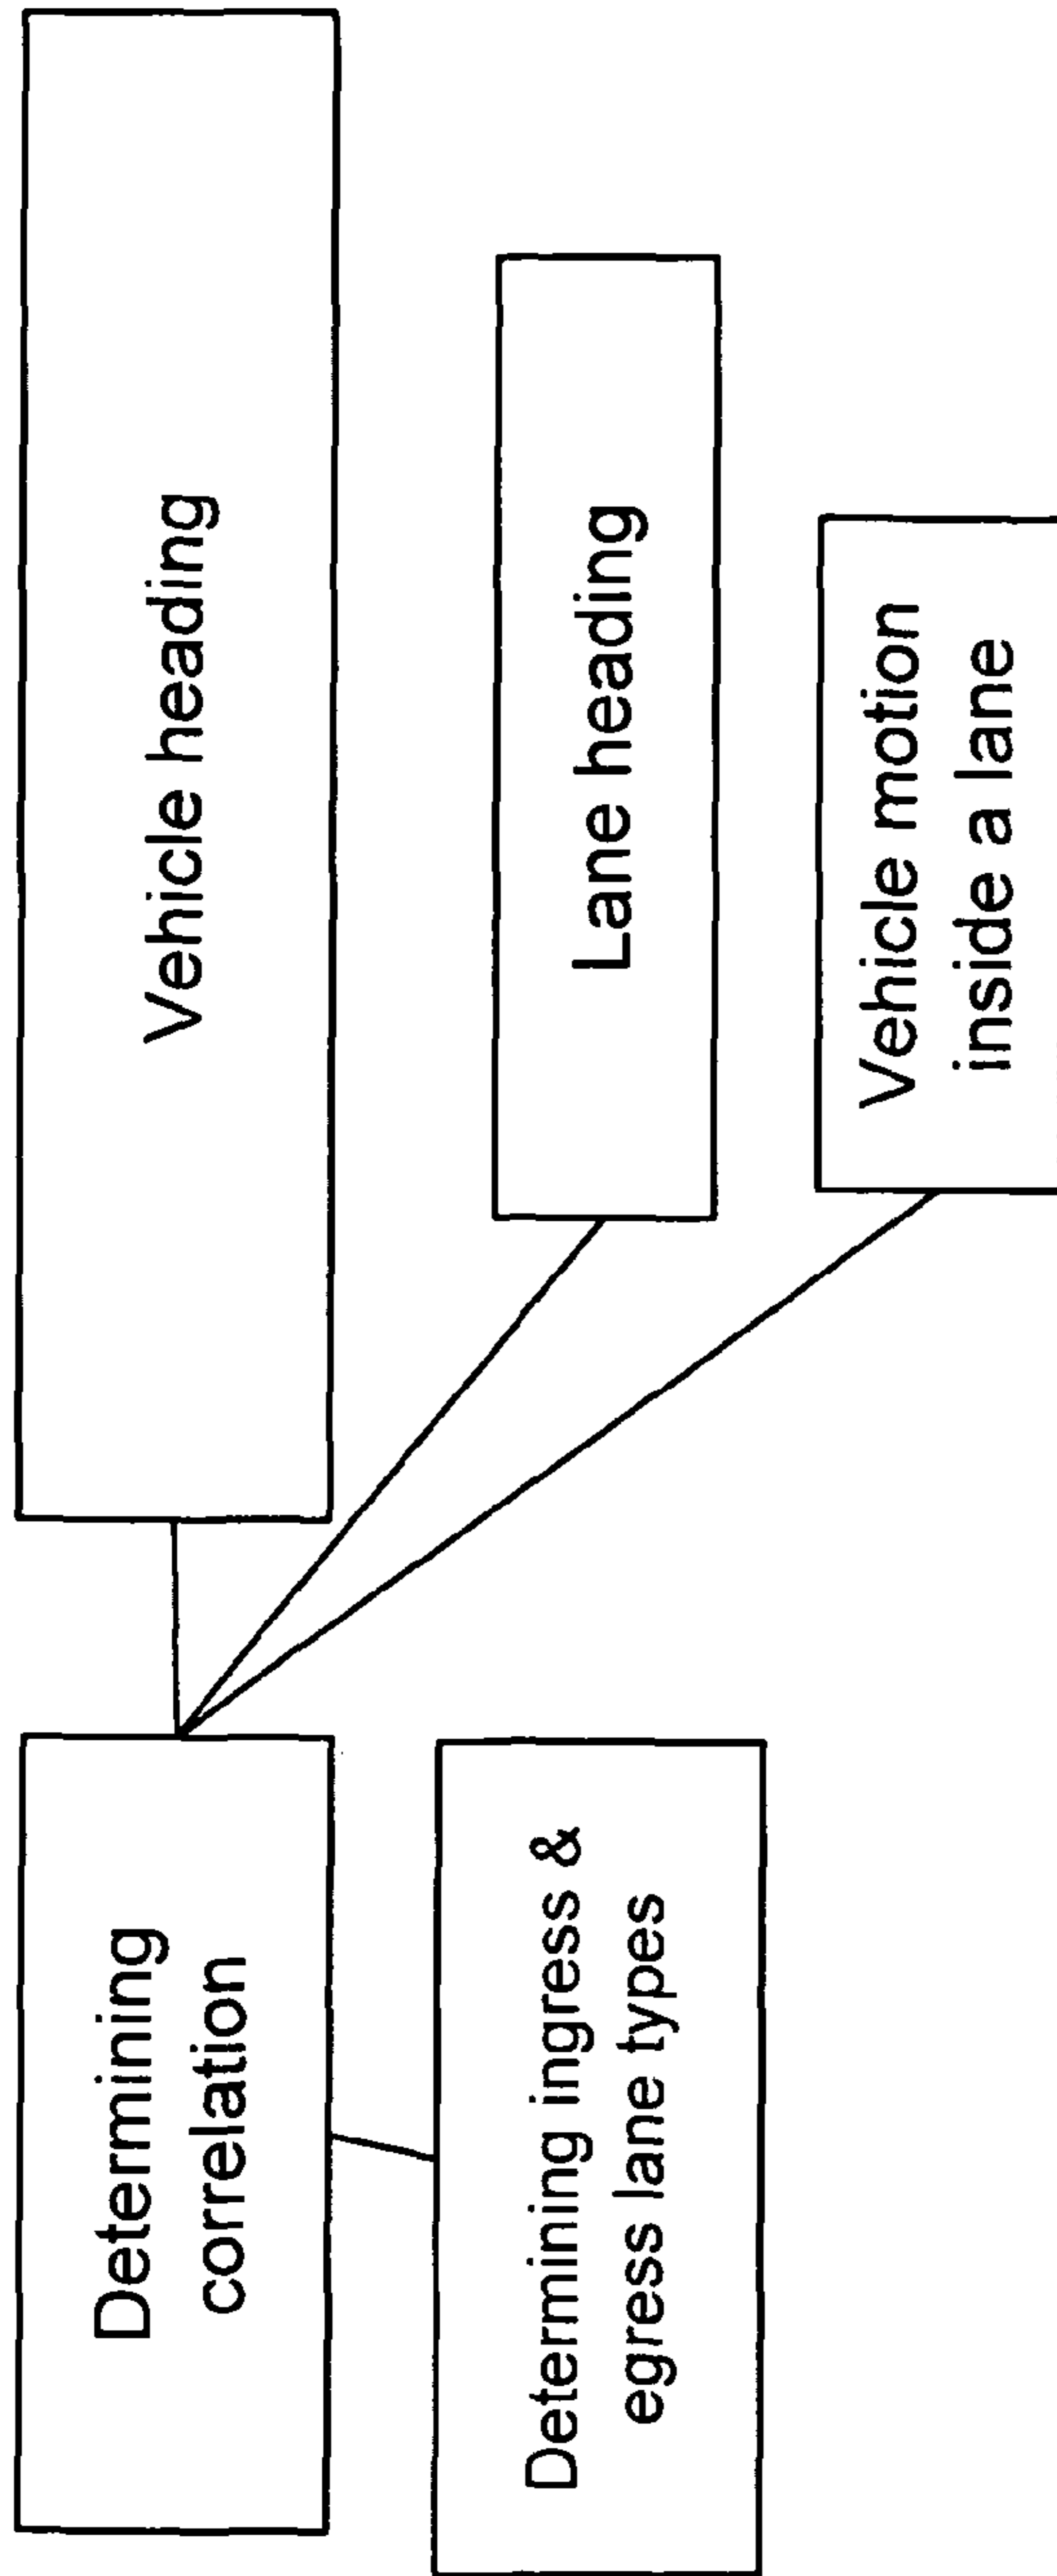 Determining
correlation
Vehicle heading
Determining ingress &
egress lane types
Lane heading
Vehicle motion
inside a lane